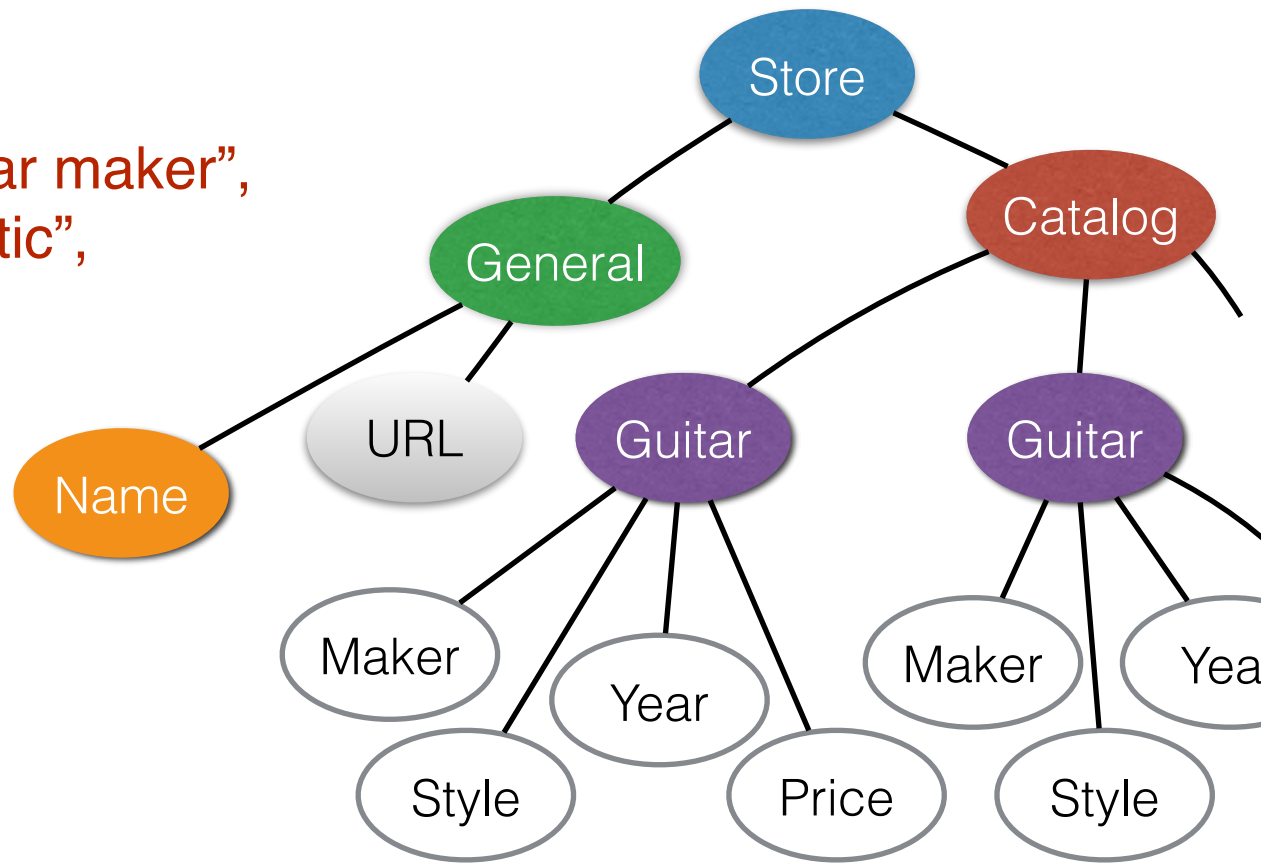 Store
ar maker”,
tic”,
Catalog
General
URL
Guitar
Guitar
Name
Maker
Maker
Yea
Year
Style
Price
Style